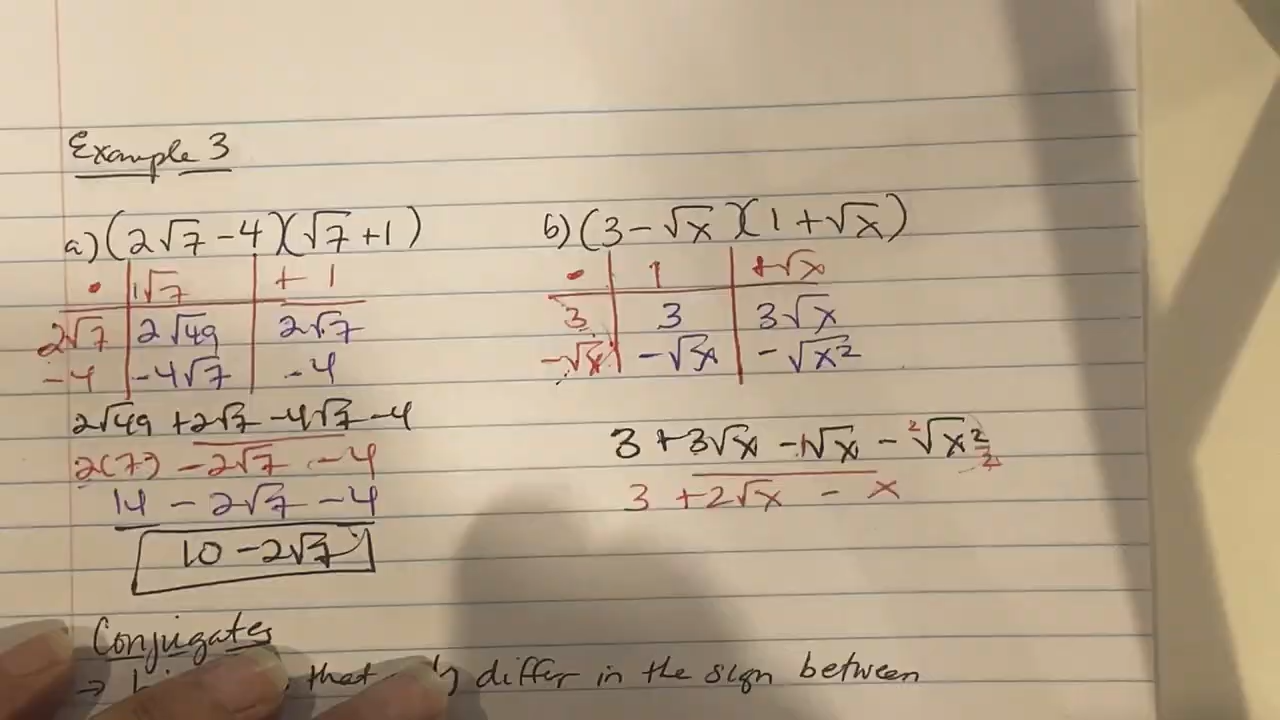 Example 3
a) (2√7 - 4)(√7 + 1)
• 1√7 + 1
2√7 2√49 2√7
-4 -4√7 -4
2√49 + 2√7 - 4√7 - 4
2(7) - 2√7 - 4
14 - 2√7 - 4
10 - 2√7
b) (3 - √x)(1 + √x)
• 1 +√x
3 3 3√x
-√x -√x -√x²
3 + 3√x - 1√x - ²√x²
3 + 2√x - x
Conjugates
→ that differ in the sign between